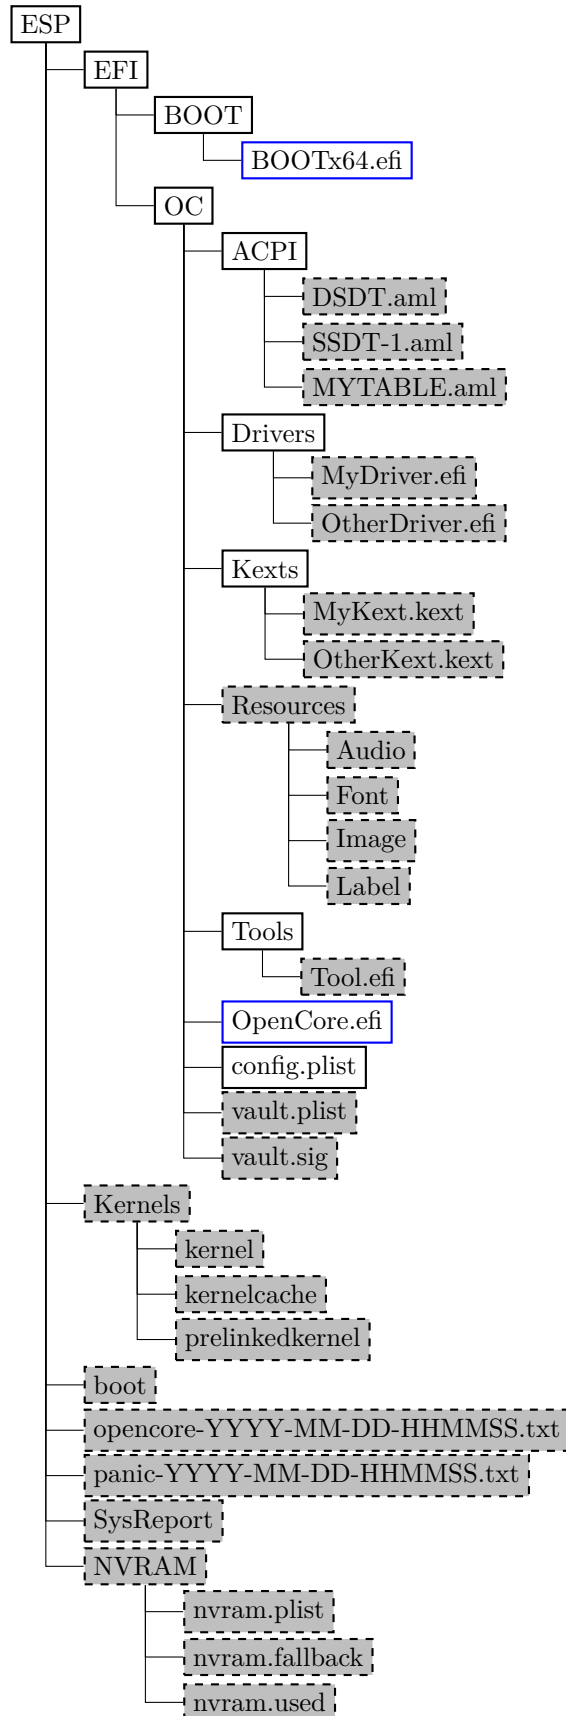 ESP
EFI
BOOT
BOOTx64.efi
OC
ACPI
DSDT.aml
SSDT-1.aml
MYTABLE.aml
Drivers
MyDriver.efi
OtherDriver.efi
Kexts
MyKext.kext
OtherKext.kext
Resources
Audio
Font
Image
Label
Tools
Tool.efi
OpenCore.efi
config.plist
vault.plist
vault.sig
Kernels
kernel
kernelcache
prelinkedkernel
boot
opencore-YYYY-MM-DD-HHMMSS.txt
panic-YYYY-MM-DD-HHMMSS.txt
SysReport
NVRAM
nvram.plist
nvram.fallback
nvram.used